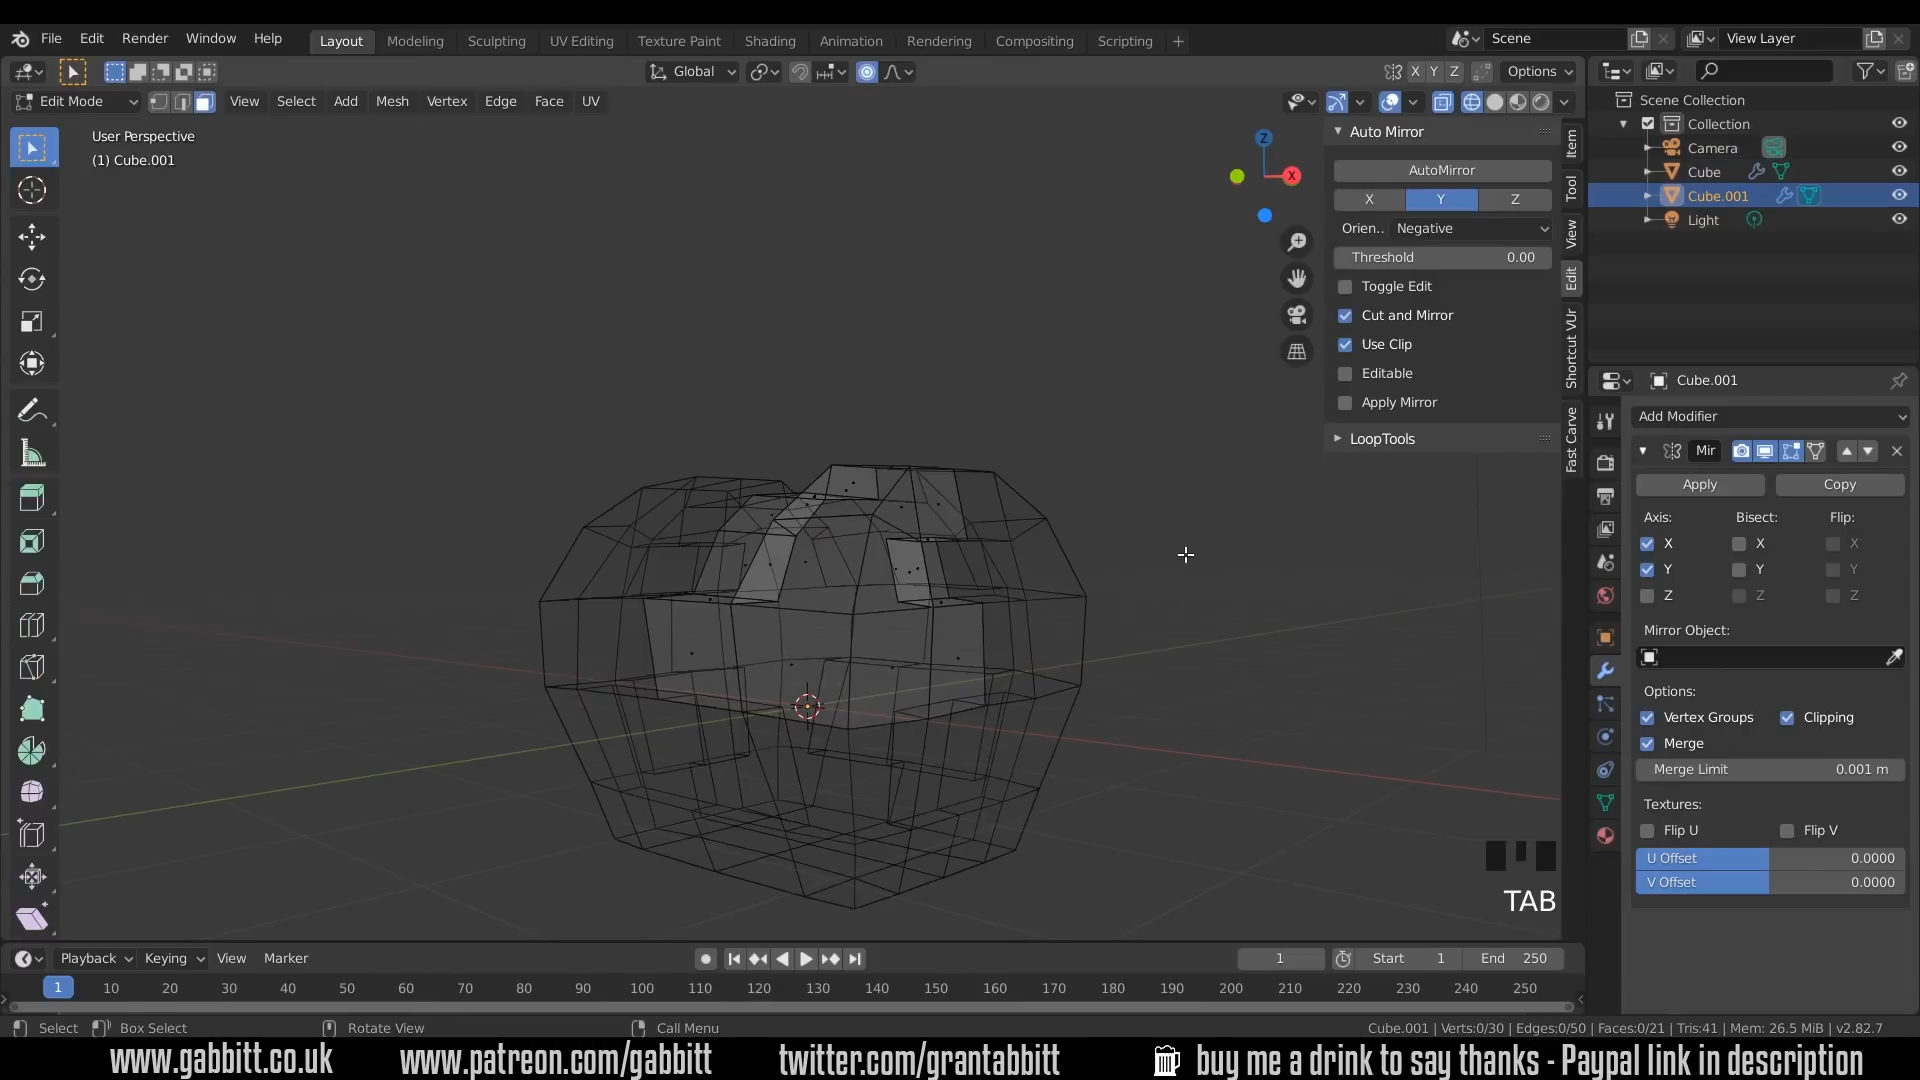 File Edit Render Window Help Layout Modeling Sculpting UV Editing Texture Paint Shading Animation Rendering Compositing Scripting + Scene View Layer
Global X Y Z Options
Edit Mode View Select Add Mesh Vertex Edge Face UV
User Perspective
(1) Cube.001
Z
X
Auto Mirror
AutoMirror
X Y Z
Orien.. Negative
Threshold 0.00
Toggle Edit
Cut and Mirror
Use Clip
Editable
Apply Mirror
LoopTools
Item
Tool
View
Edit
Shortcut VUr
Fast Carve
Scene Collection
Collection
Camera
Cube
Cube.001
Light
Cube.001
Add Modifier
Mir
Apply Copy
Axis: Bisect: Flip:
X X X
Y Y Y
Z Z Z
Mirror Object:
Options:
Vertex Groups Clipping
Merge
Merge Limit 0.001 m
Textures:
Flip U Flip V
U Offset 0.0000
V Offset 0.0000
TAB
Playback Keying View Marker 1 Start 1 End 250
1 10 20 30 40 50 60 70 80 90 100 110 120 130 140 150 160 170 180 190 200 210 220 230 240 250
Select Box Select Rotate View Call Menu Cube.001 | Verts:0/30 | Edges:0/50 | Faces:0/21 | Tris:41 | Mem: 26.5 MiB | v2.82.7
www.gabbitt.co.uk www.patreon.com/gabbitt twitter.com/grantabbitt buy me a drink to say thanks - Paypal link in description